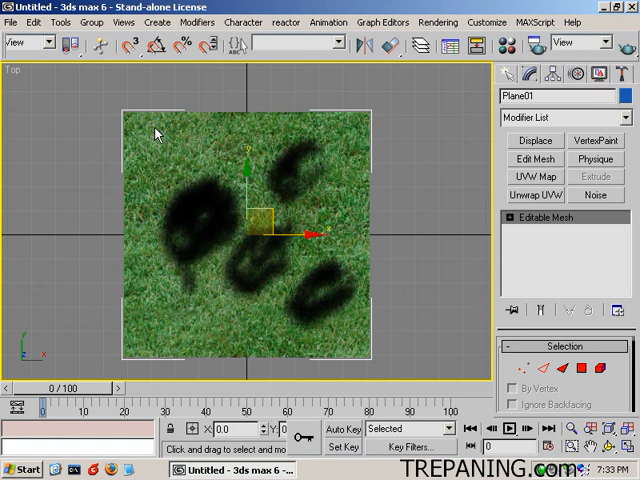 Untitled - 3ds max 6 - Stand-alone License
File Edit Tools Group Views Create Modifiers Character reactor Animation Graph Editors Rendering Customize MAXScript Help
View
View
Top
y
x
z
x
Plane01
Modifier List
Displace VertexPaint
Edit Mesh Physique
UVW Map Extrude
Unwrap UVW Noise
Editable Mesh
- Selection
By Vertex
Ignore Backfacing
< 0 / 100 >
0 10 20 30 40 50 60 70 80 90 100
X: 0.0 Y: 0
Auto Key Selected
Click and drag to select and mo
Set Key Key Filters... 0
Start Untitled - 3ds max 6 -... 7:33 PM
TREPANING.com